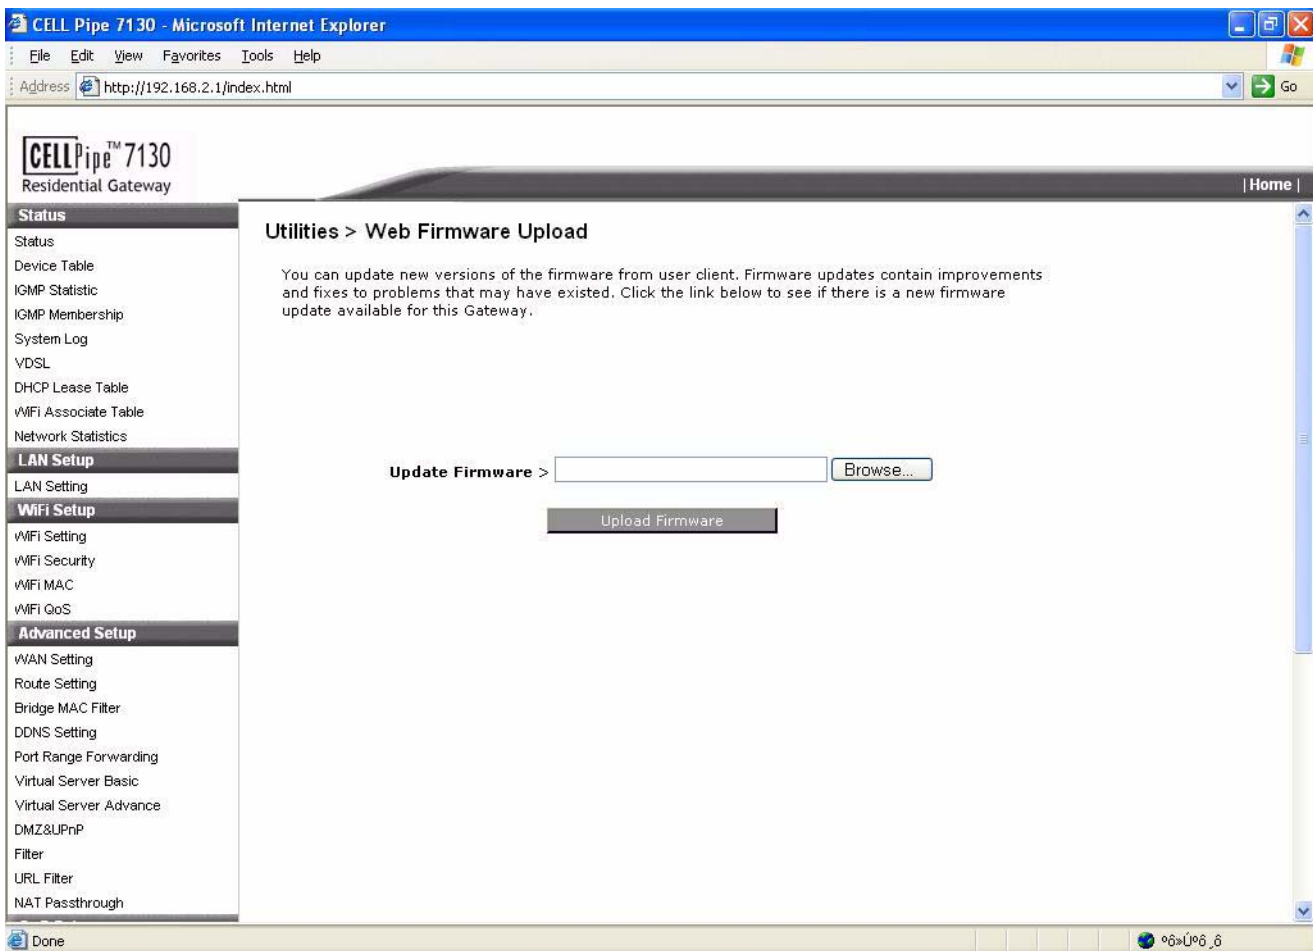 CELL Pipe 7130 - Microsoft Internet Explorer
File Edit View Favorites Tools Help
Address http://192.168.2.1/index.html Go
CELLPipe™ 7130
Residential Gateway
| Home |
Status
Status
Device Table
IGMP Statistic
IGMP Membership
System Log
VDSL
DHCP Lease Table
WiFi Associate Table
Network Statistics
LAN Setup
LAN Setting
WiFi Setup
WiFi Setting
WiFi Security
WiFi MAC
WiFi QoS
Advanced Setup
WAN Setting
Route Setting
Bridge MAC Filter
DDNS Setting
Port Range Forwarding
Virtual Server Basic
Virtual Server Advance
DMZ&UPnP
Filter
URL Filter
NAT Passthrough
Utilities > Web Firmware Upload
You can update new versions of the firmware from user client. Firmware updates contain improvements
and fixes to problems that may have existed. Click the link below to see if there is a new firmware
update available for this Gateway.
Update Firmware > Browse...
Upload Firmware
Done